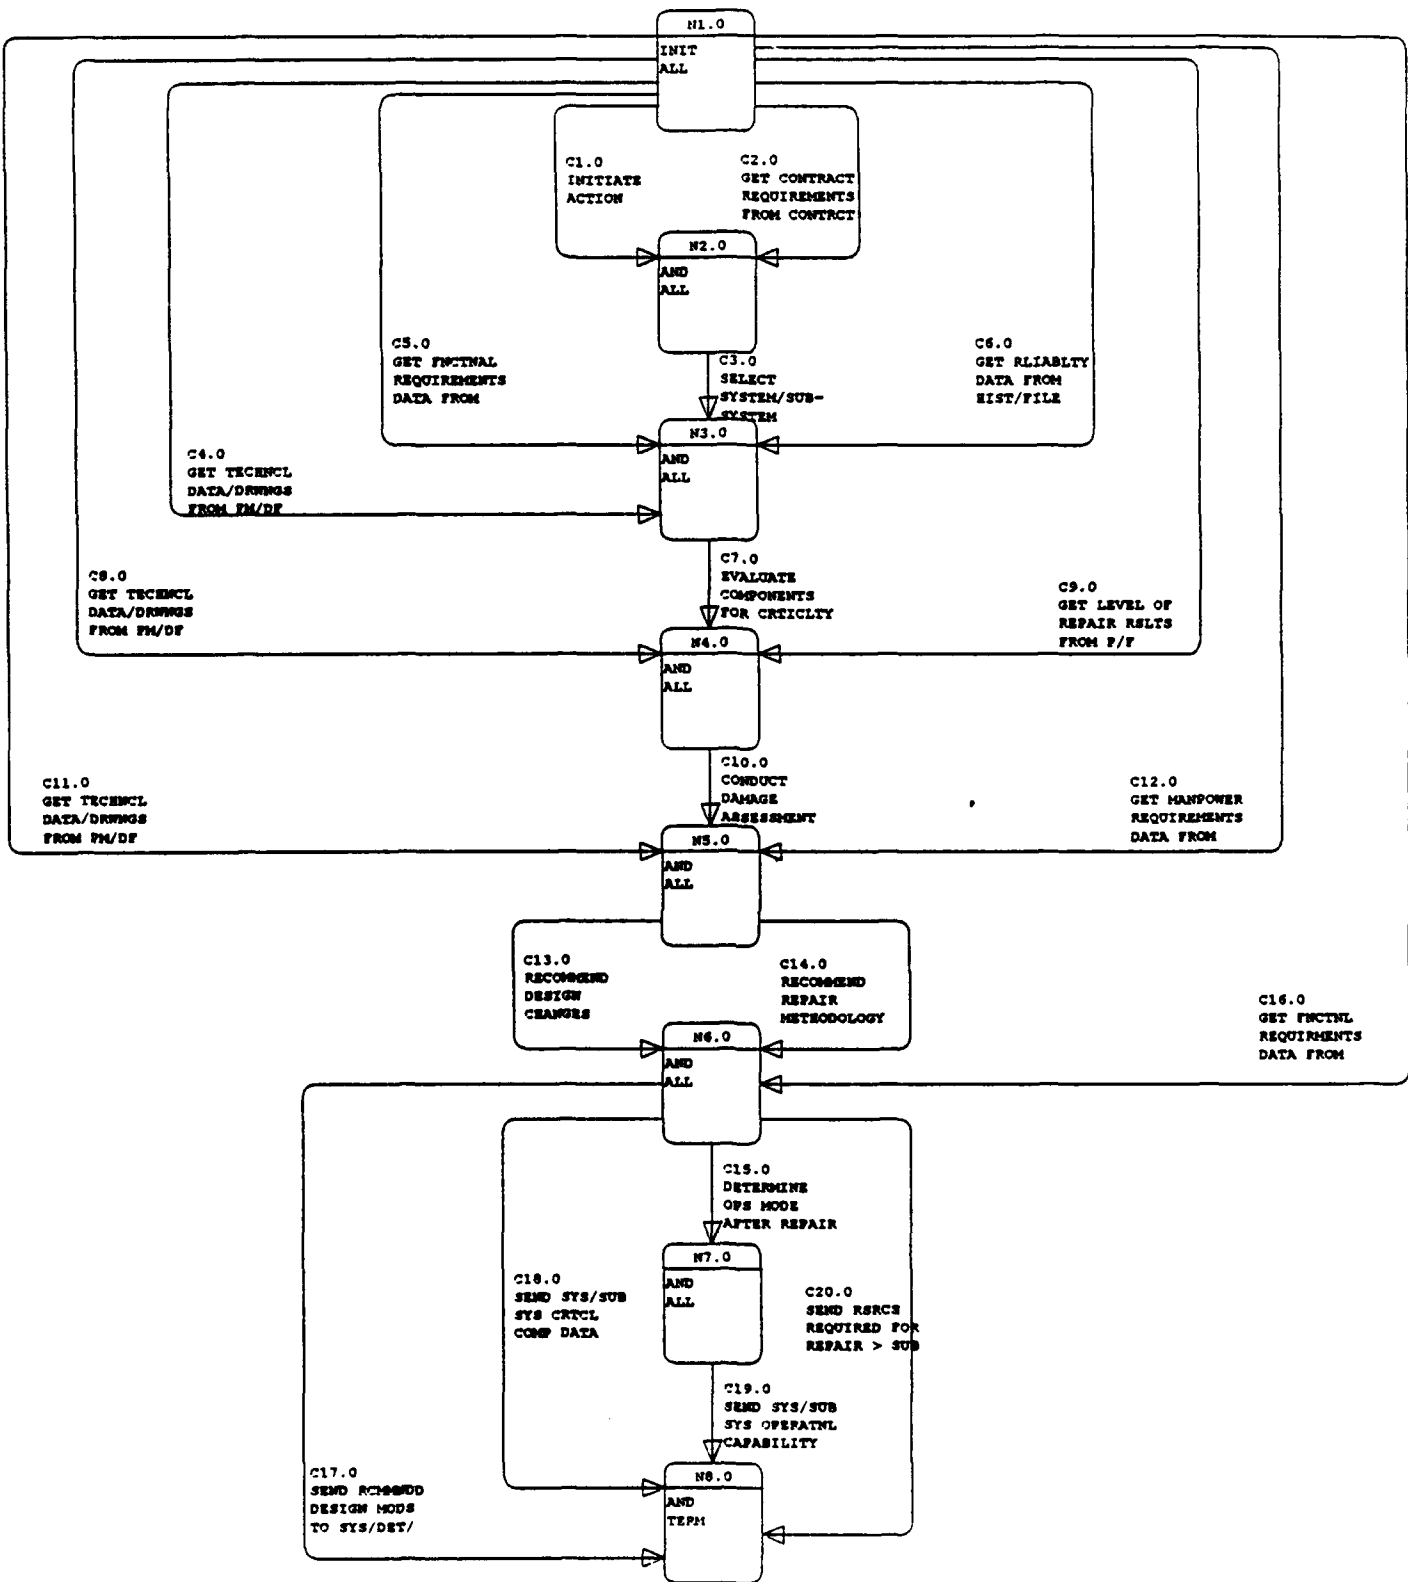 N1.0
INIT
ALL
C1.0
INITIATE
ACTION
C2.0
GET CONTRACT
REQUIREMENTS
FROM CONTRCT
N2.0
AND
ALL
C5.0
GET FNCTNAL
REQUIREMENTS
DATA FROM
C3.0
SELECT
SYSTEM/SUB-
SYSTEM
C6.0
GET RLIABLTY
DATA FROM
HIST/FILE
N3.0
AND
ALL
C4.0
GET TECHNCL
DATA/DRWNGS
FROM FM/DF
C7.0
EVALUATE
COMPONENTS
FOR CRTICLTY
C8.0
GET TECHNCL
DATA/DRWNGS
FROM FM/DF
C9.0
GET LEVEL OF
REPAIR RSLTS
FROM F/F
N4.0
AND
ALL
C10.0
CONDUCT
DAMAGE
ASSESSMENT
C11.0
GET TECHNCL
DATA/DRWNGS
FROM FM/DF
C12.0
GET MANPOWER
REQUIREMENTS
DATA FROM
N5.0
AND
ALL
C13.0
RECOMMEND
DESIGN
CHANGES
C14.0
RECOMMEND
REPAIR
METHODOLOGY
C16.0
GET FNCTNL
REQUIRMENTS
DATA FROM
N6.0
AND
ALL
C15.0
DETERMINE
OPS MODE
AFTER REPAIR
N7.0
AND
ALL
C18.0
SEND SYS/SUB
SYS CRTCL
COMP DATA
C20.0
SEND RSRCS
REQUIRED FOR
REPAIR > SUB
C19.0
SEND SYS/SUB
SYS OPERATNL
CAPABILITY
C17.0
SEND RCMMNDD
DESIGN MODS
TO SYS/DET/
N8.0
AND
TERM